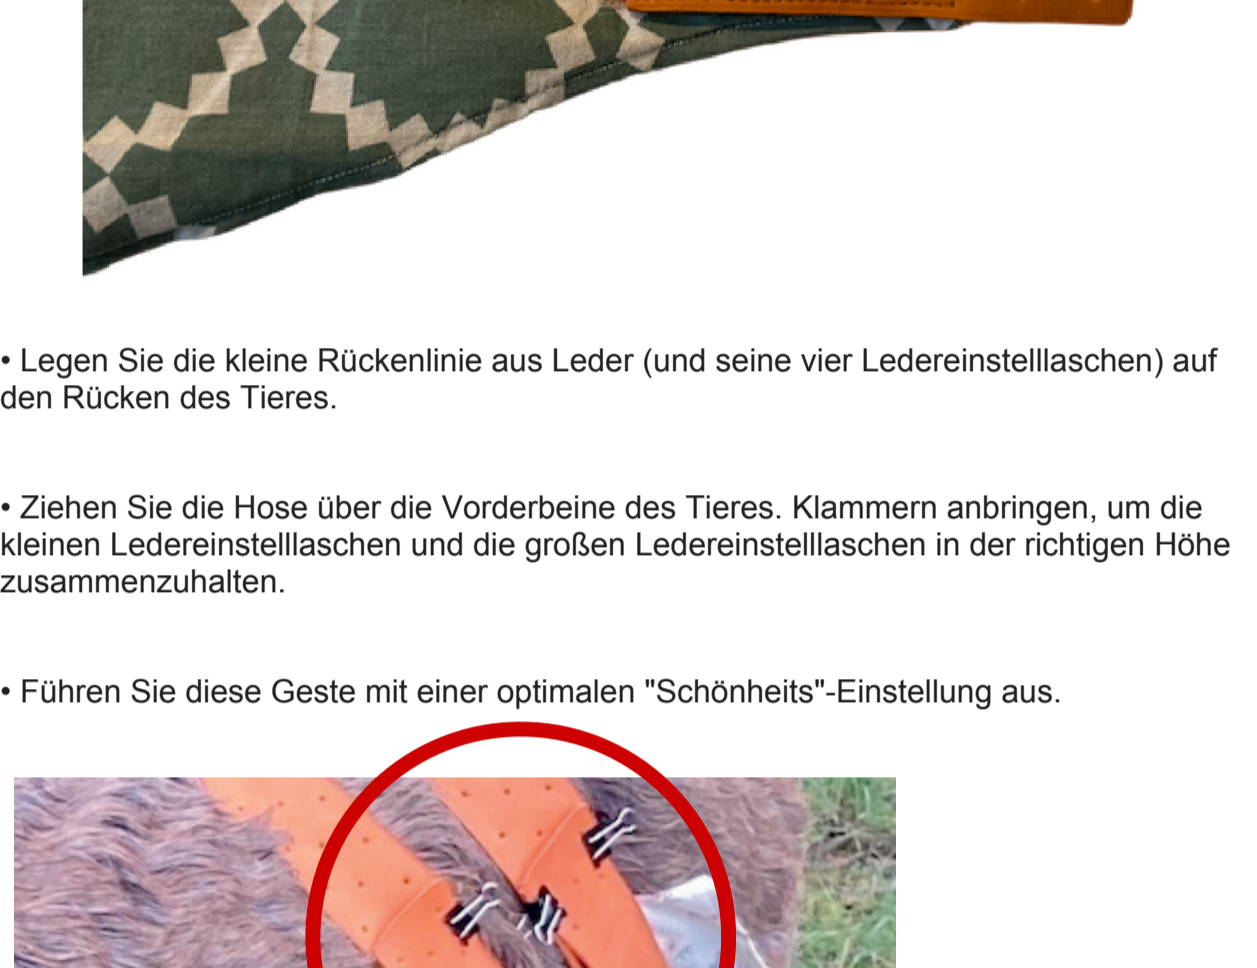 • Legen Sie die kleine Rückenlinie aus Leder (und seine vier Ledereinstelllaschen) auf
den Rücken des Tieres.
• Ziehen Sie die Hose über die Vorderbeine des Tieres. Klammern anbringen, um die
kleinen Ledereinstelllaschen und die großen Ledereinstelllaschen in der richtigen Höhe
zusammenzuhalten.
• Führen Sie diese Geste mit einer optimalen "Schönheits"-Einstellung aus.